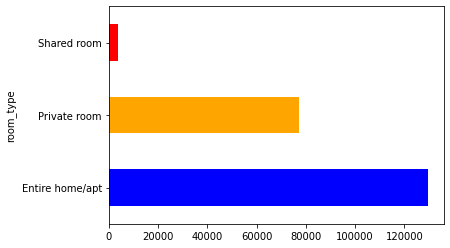 Shared room
Private room
Entire home/apt
room_type
0 20000 40000 60000 80000 100000 120000